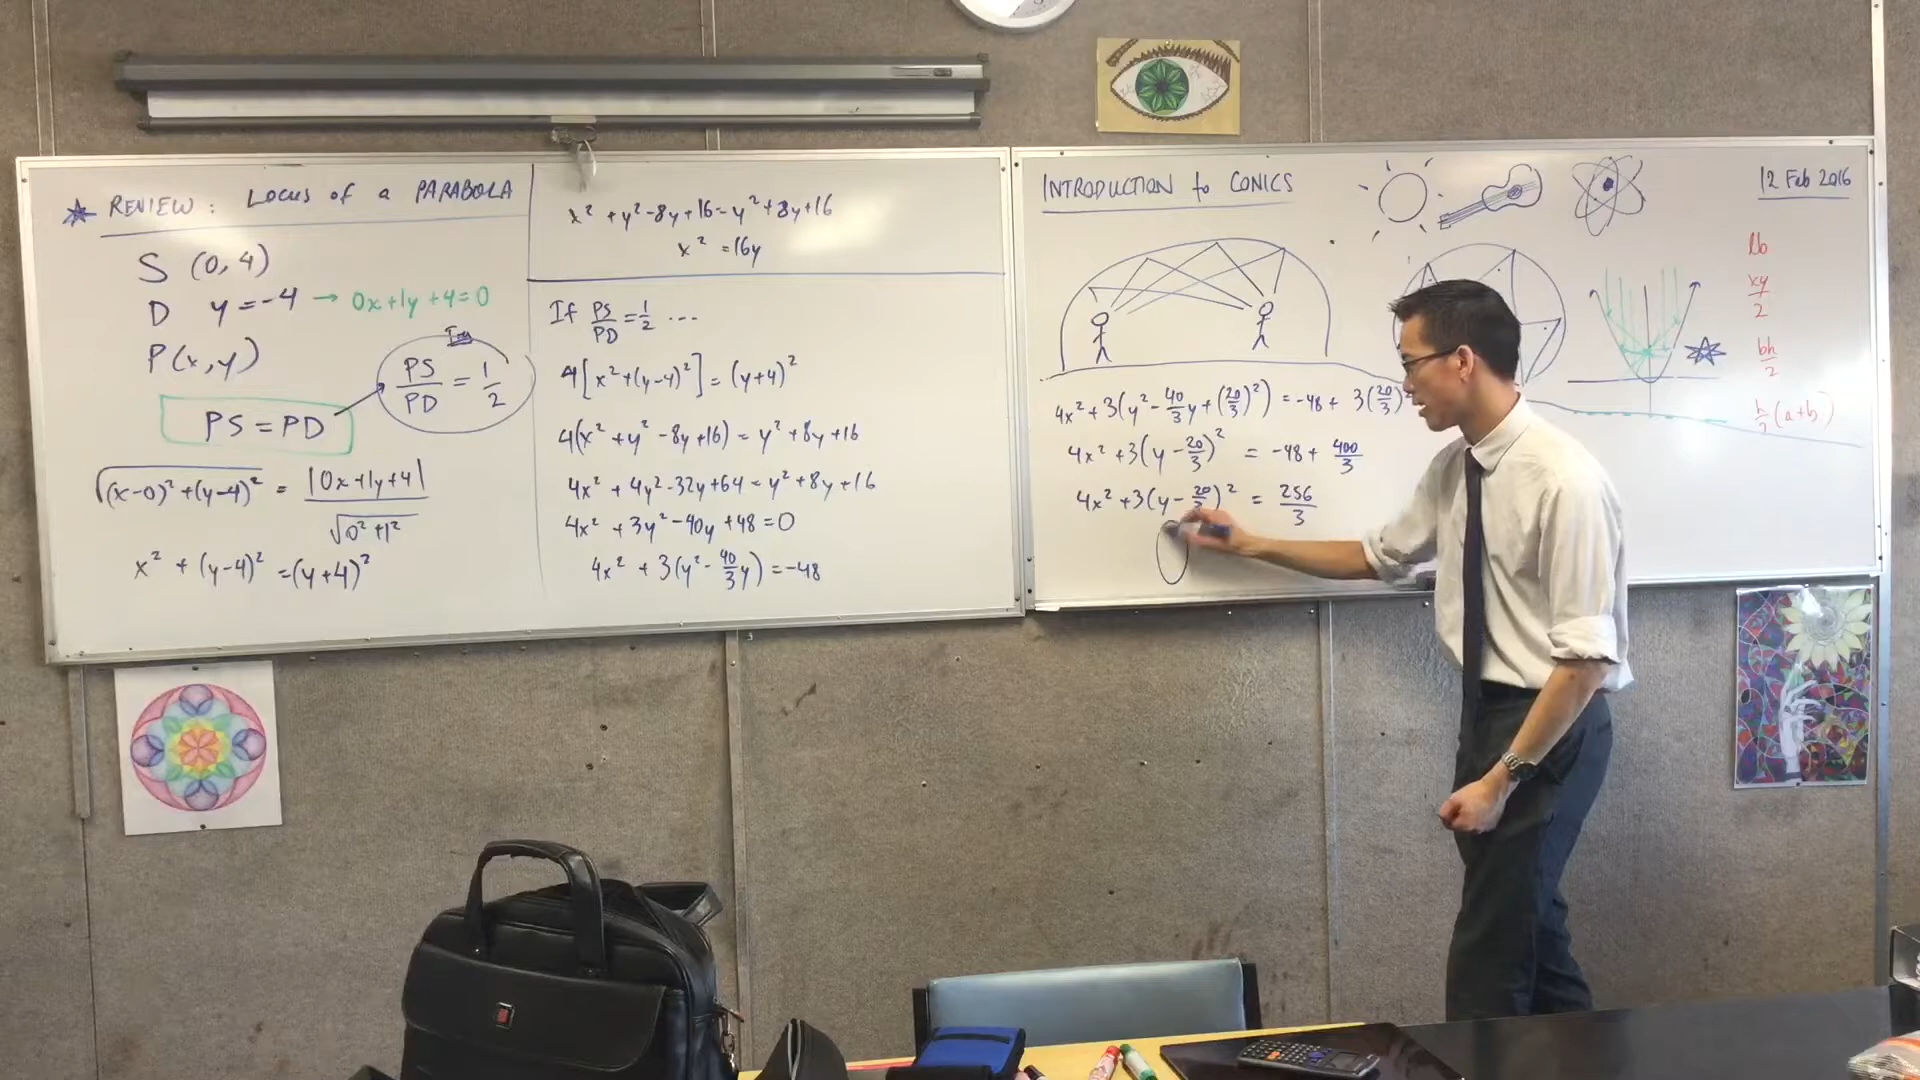 REVIEW: LOCUS of a PARABOLA
S (0, 4)
D y = -4 → 0x+1y+4=0
P(x, y)
PS = PD
PS/PD = 1/2
√((x-0)² + (y-4)²) = |0x+1y+4| / √(0²+1²)
x² + (y-4)² = (y+4)²
x² + y² - 8y + 16 = y² + 8y + 16
x² = 16y
If PS/PD = 1/2 ...
4[x² + (y-4)²] = (y+4)²
4(x² + y² - 8y + 16) = y² + 8y + 16
4x² + 4y² - 32y + 64 = y² + 8y + 16
4x² + 3y² - 40y + 48 = 0
4x² + 3(y² - 40/3 y) = -48
INTRODUCTION to CONICS
12 Feb 2016
4x² + 3(y² - 40/3 y + (20/3)²) = -48 + 3(20/3)
4x² + 3(y - 20/3)² = -48 + 400/3
4x² + 3(y - 20/3)² = 256/3
lb
xy/2
bh/2
h/2 (a+b)